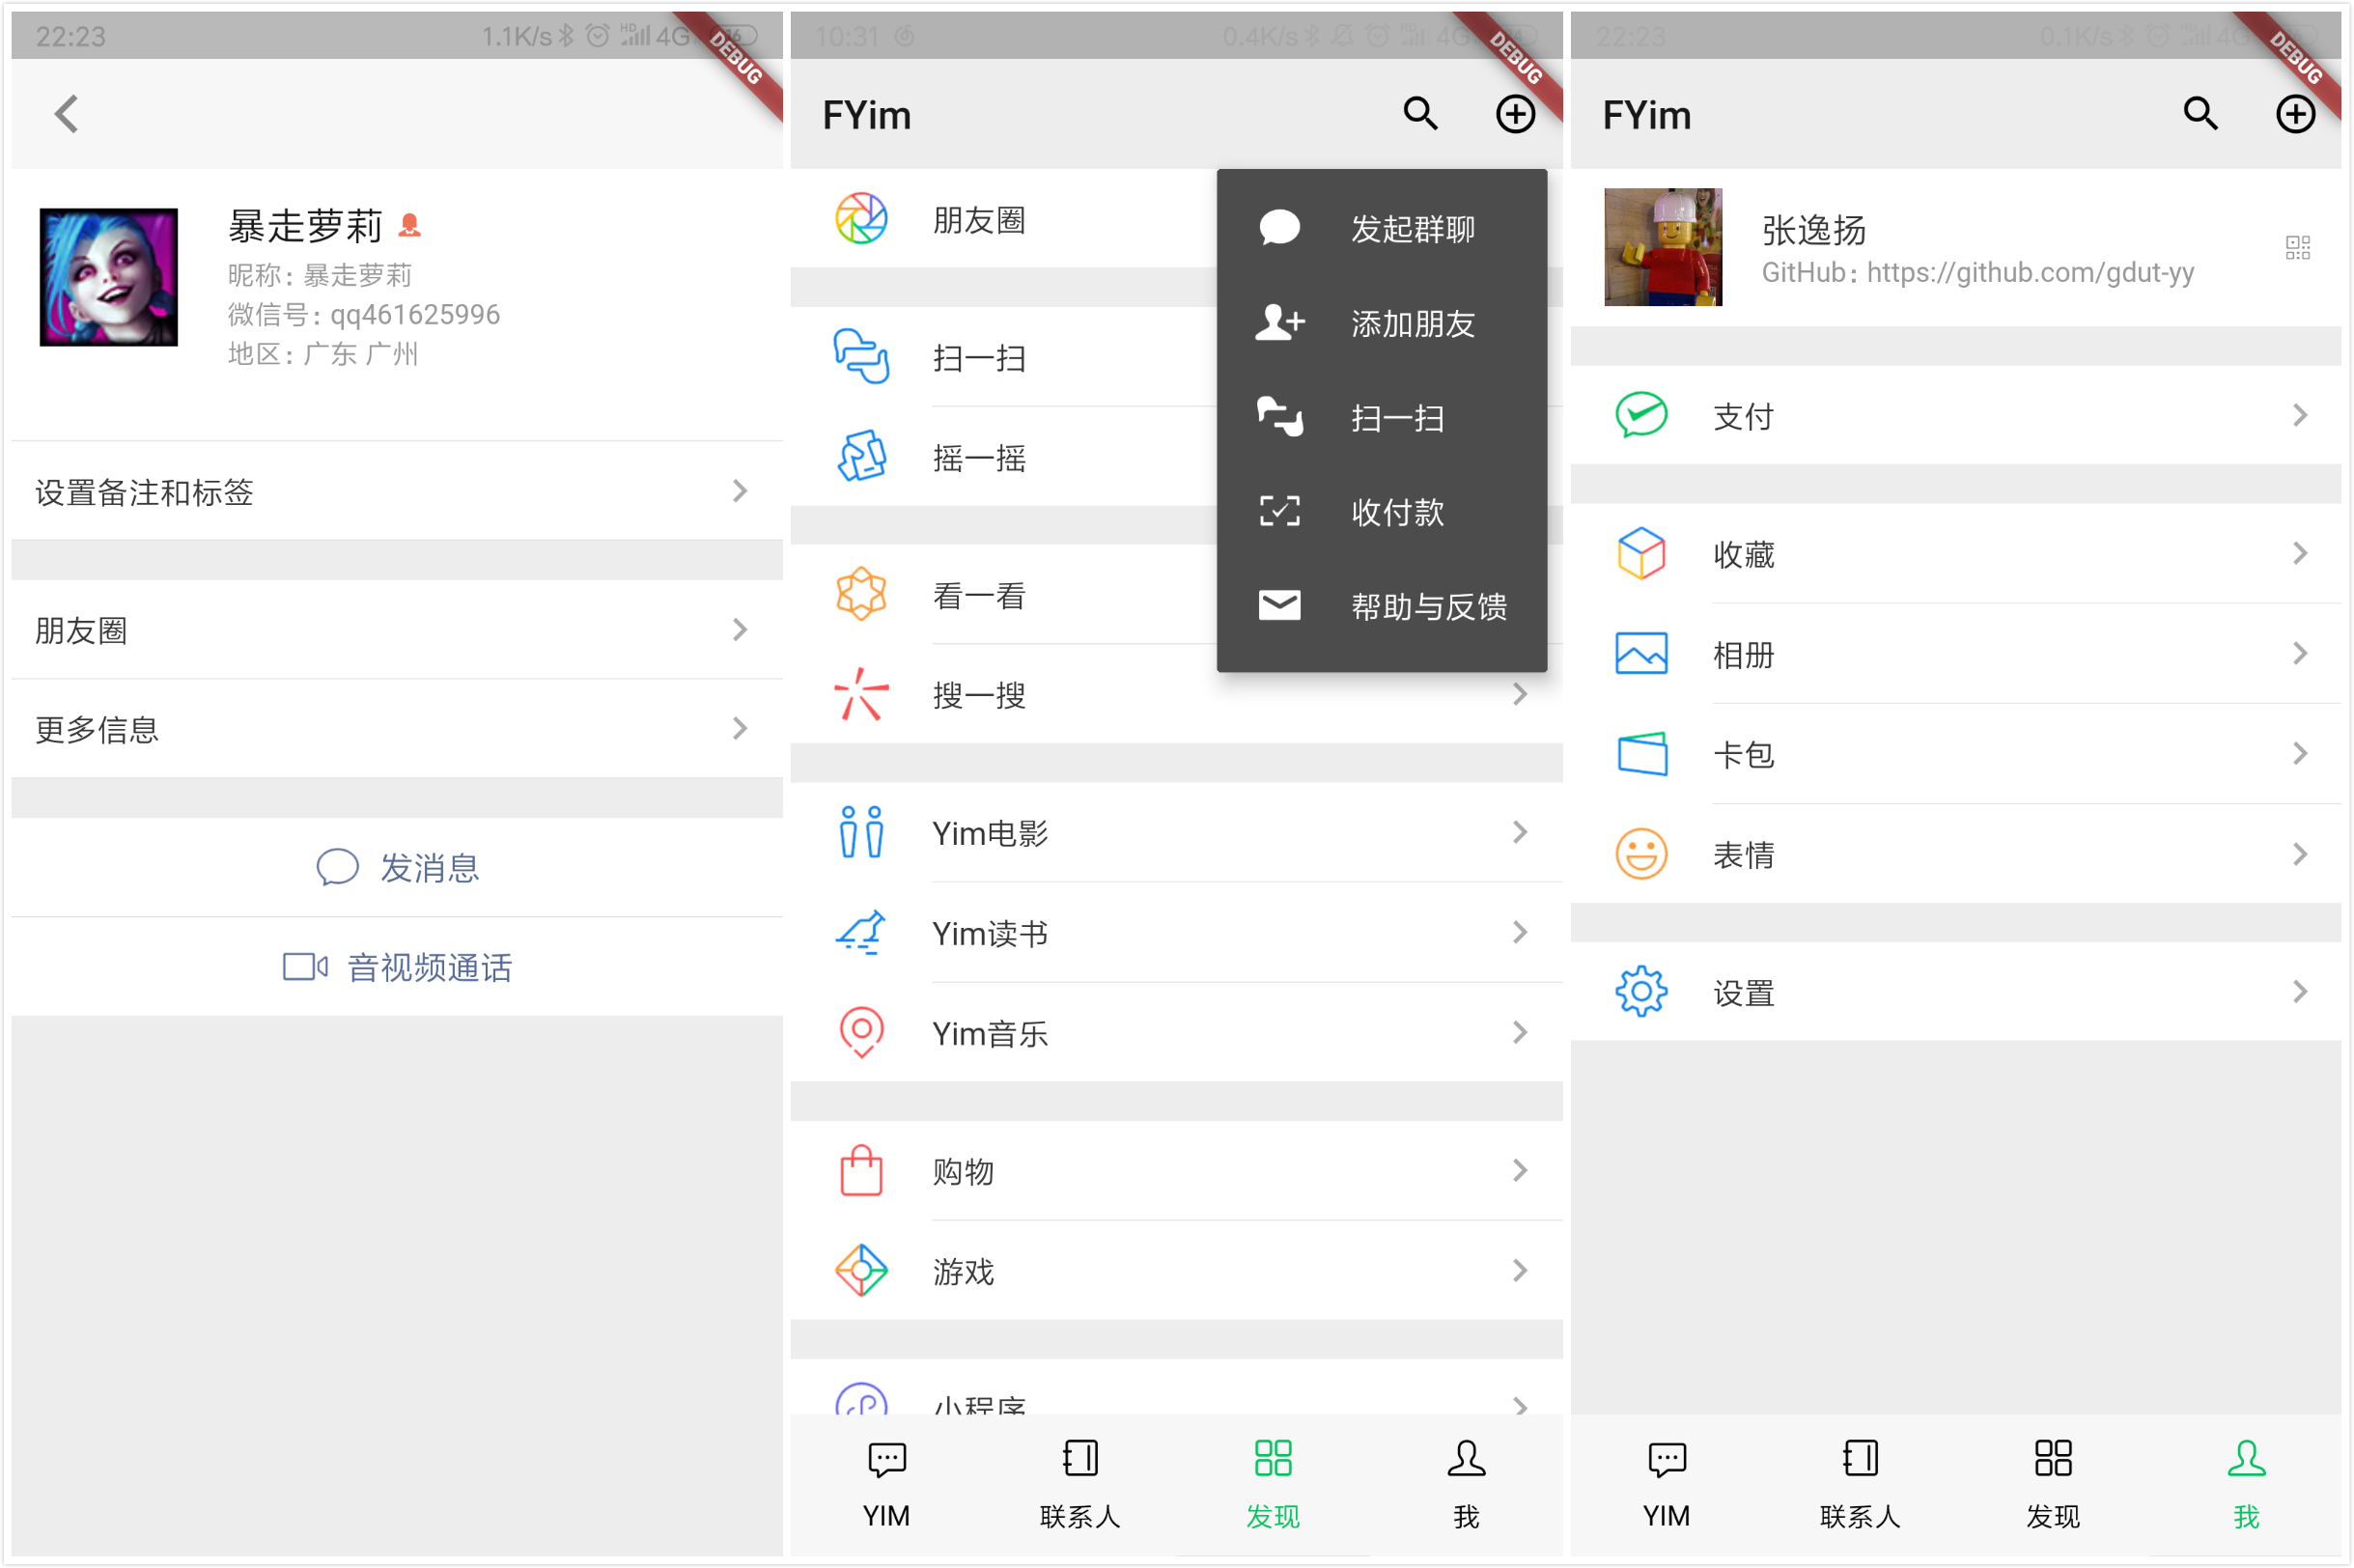 22:23
1.1K/s
HD
4G
16
DEBUG
暴走萝莉
昵称：暴走萝莉
微信号：qq461625996
地区：广东 广州
设置备注和标签
朋友圈
更多信息
发消息
音视频通话
10:31
0.4K/s
HD
4G
DEBUG
FYim
朋友圈
扫一扫
摇一摇
看一看
搜一搜
Yim电影
Yim读书
Yim音乐
购物
游戏
小程序
发起群聊
添加朋友
扫一扫
收付款
帮助与反馈
YIM
联系人
发现
我
22:23
0.1K/s
HD
4G
DEBUG
FYim
张逸扬
GitHub：https://github.com/gdut-yy
支付
收藏
相册
卡包
表情
设置
YIM
联系人
发现
我